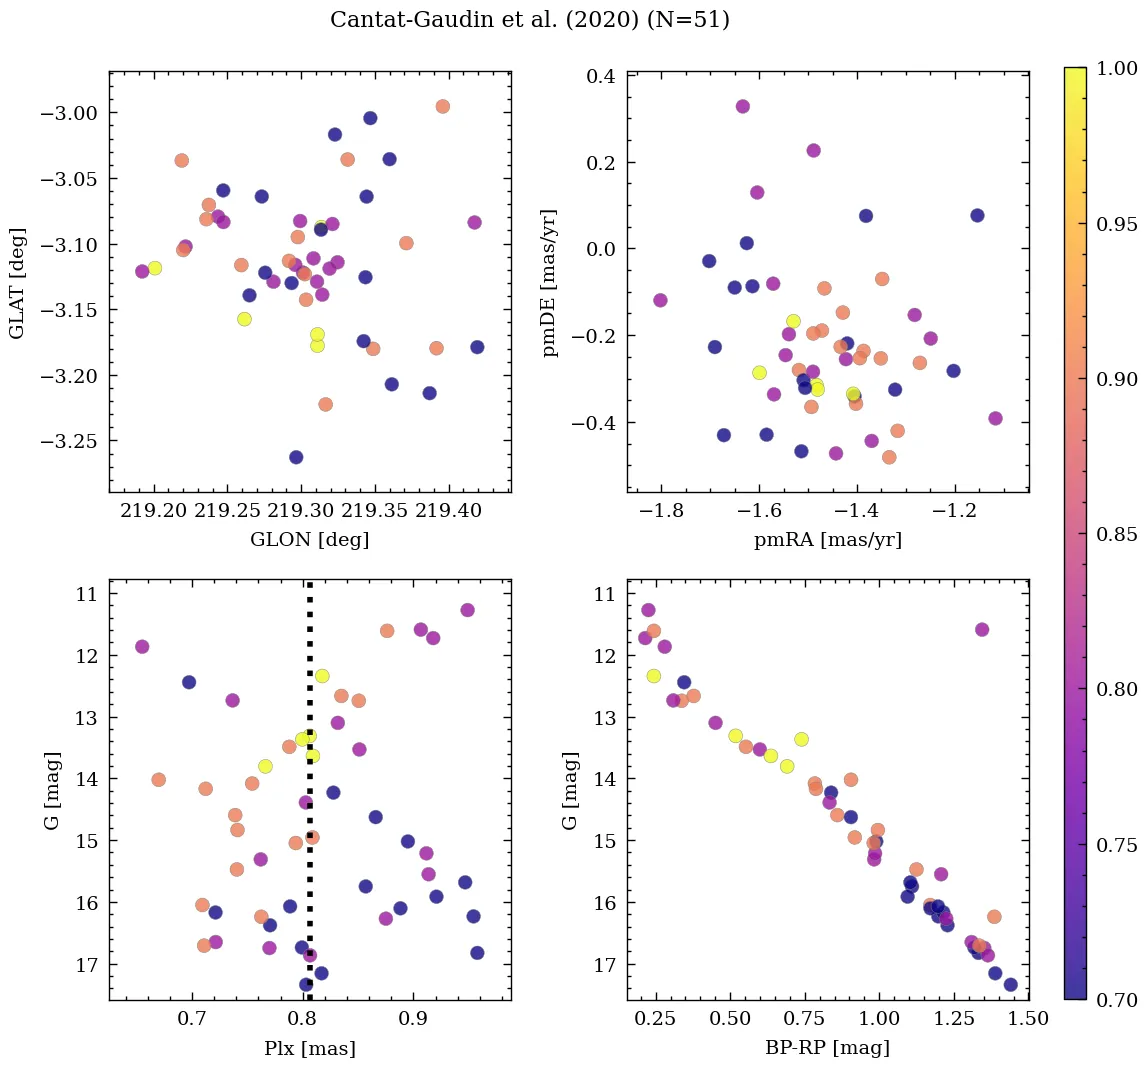 Cantat-Gaudin et al. (2020) (N=51)
−3.00
−3.05
−3.10
−3.15
−3.20
−3.25
GLAT [deg]
219.20 219.25 219.30 219.35 219.40
GLON [deg]
0.4
0.2
0.0
−0.2
−0.4
pmDE [mas/yr]
−1.8 −1.6 −1.4 −1.2
pmRA [mas/yr]
11
12
13
14
15
16
17
G [mag]
0.7 0.8 0.9
Plx [mas]
11
12
13
14
15
16
17
G [mag]
0.25 0.50 0.75 1.00 1.25 1.50
BP-RP [mag]
1.00
0.95
0.90
0.85
0.80
0.75
0.70